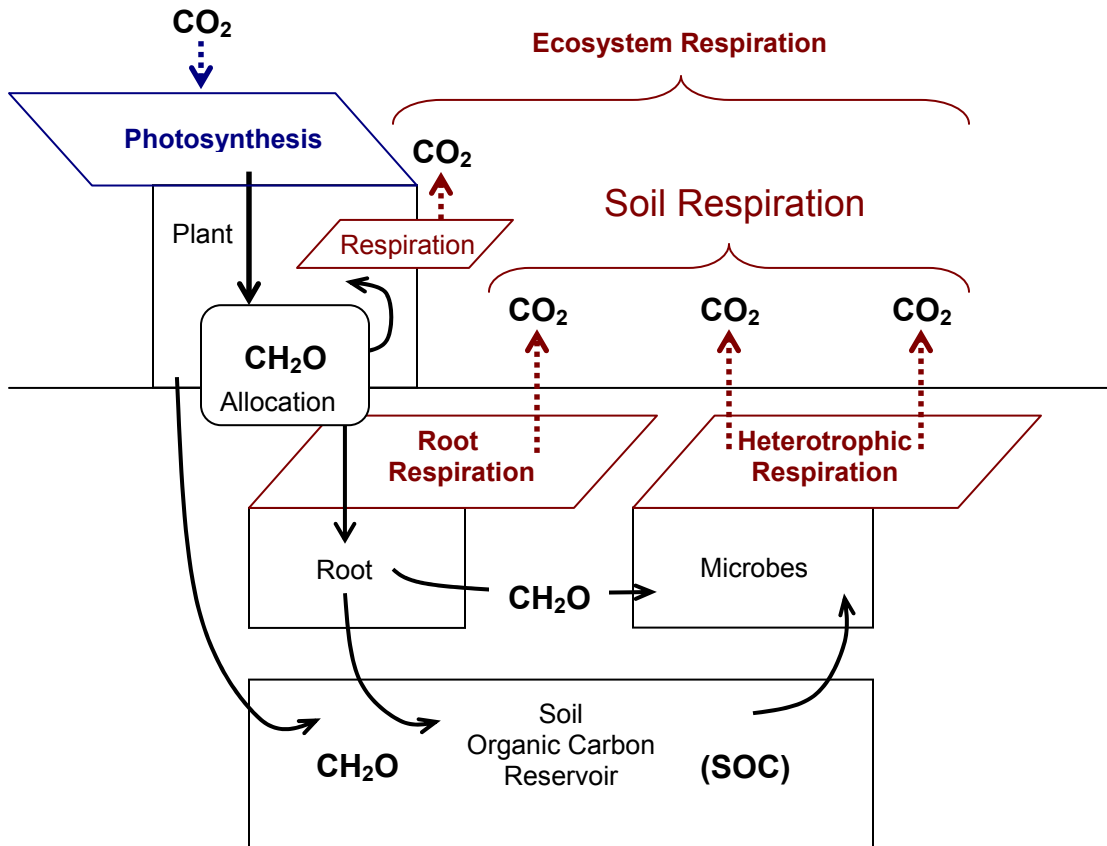 CO₂
Ecosystem Respiration
Photosynthesis
CO₂
Plant
Respiration
Soil Respiration
CO₂
CO₂
CO₂
CH₂O
Allocation
Root
Respiration
Heterotrophic
Respiration
Root
CH₂O
Microbes
Soil
Organic Carbon
Reservoir
CH₂O
(SOC)